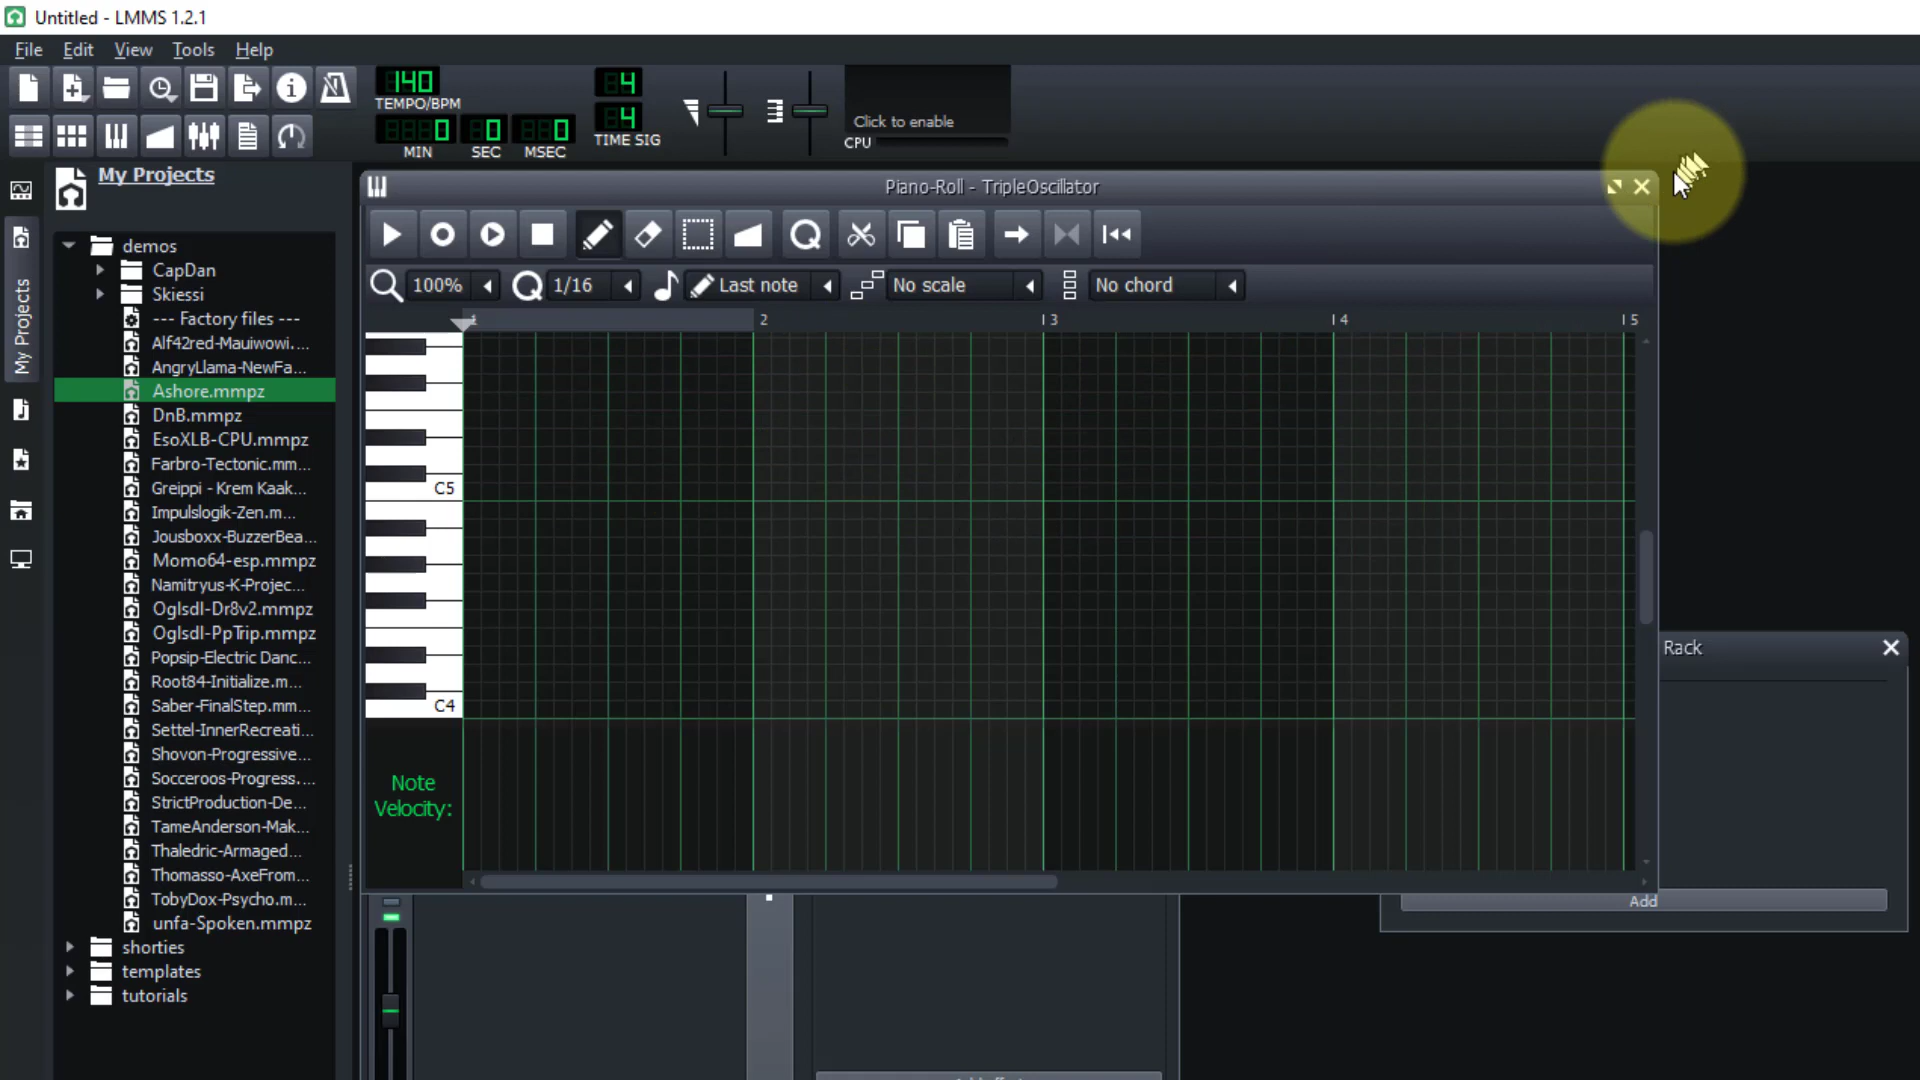 Untitled - LMMS 1.2.1
File Edit View Tools Help
140
TEMPO/BPM
0 0 0
MIN SEC MSEC
4
4
TIME SIG
Click to enable
CPU
My Projects
My Projects
demos
CapDan
Skiessi
--- Factory files ---
Alf42red-Mauiwowi....
AngryLlama-NewFa...
Ashore.mmpz
DnB.mmpz
EsoXLB-CPU.mmpz
Farbro-Tectonic.mm...
Greippi - Krem Kaak...
Impulslogik-Zen.m...
Jousboxx-BuzzerBea...
Momo64-esp.mmpz
Namitryus-K-Projec...
Oglsdl-Dr8v2.mmpz
Oglsdl-PpTrip.mmpz
Popsip-Electric Danc...
Root84-Initialize.m...
Saber-FinalStep.mm...
Settel-InnerRecreati...
Shovon-Progressive...
Socceroos-Progress....
StrictProduction-De...
TameAnderson-Mak...
Thaledric-Armaged...
Thomasso-AxeFrom...
TobyDox-Psycho.m...
unfa-Spoken.mmpz
shorties
templates
tutorials
Piano-Roll - TripleOscillator
100% 1/16 Last note No scale No chord
1 2 3 4 5
C5
C4
Note
Velocity:
Rack
Add